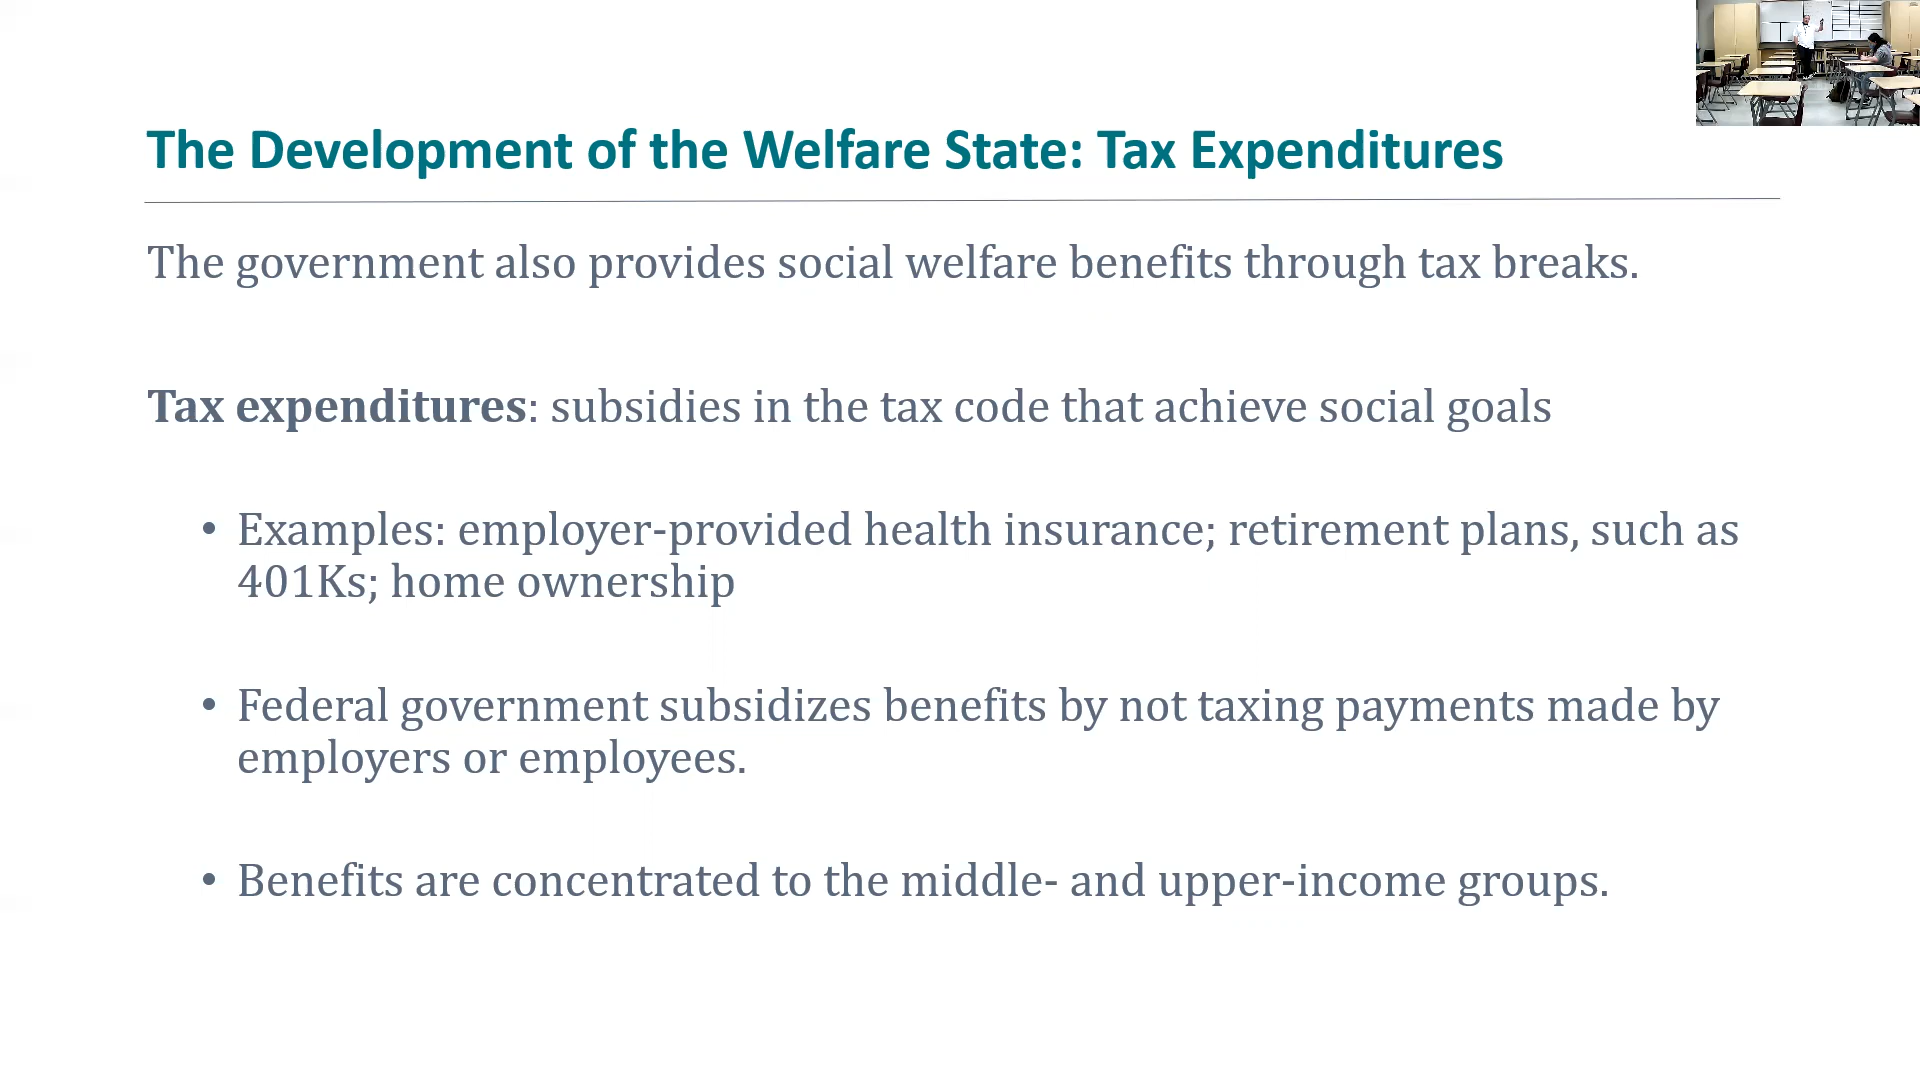 The Development of the Welfare State: Tax Expenditures
The government also provides social welfare benefits through tax breaks.
Tax expenditures: subsidies in the tax code that achieve social goals
• Examples: employer-provided health insurance; retirement plans, such as
401Ks; home ownership
• Federal government subsidizes benefits by not taxing payments made by
employers or employees.
• Benefits are concentrated to the middle- and upper-income groups.